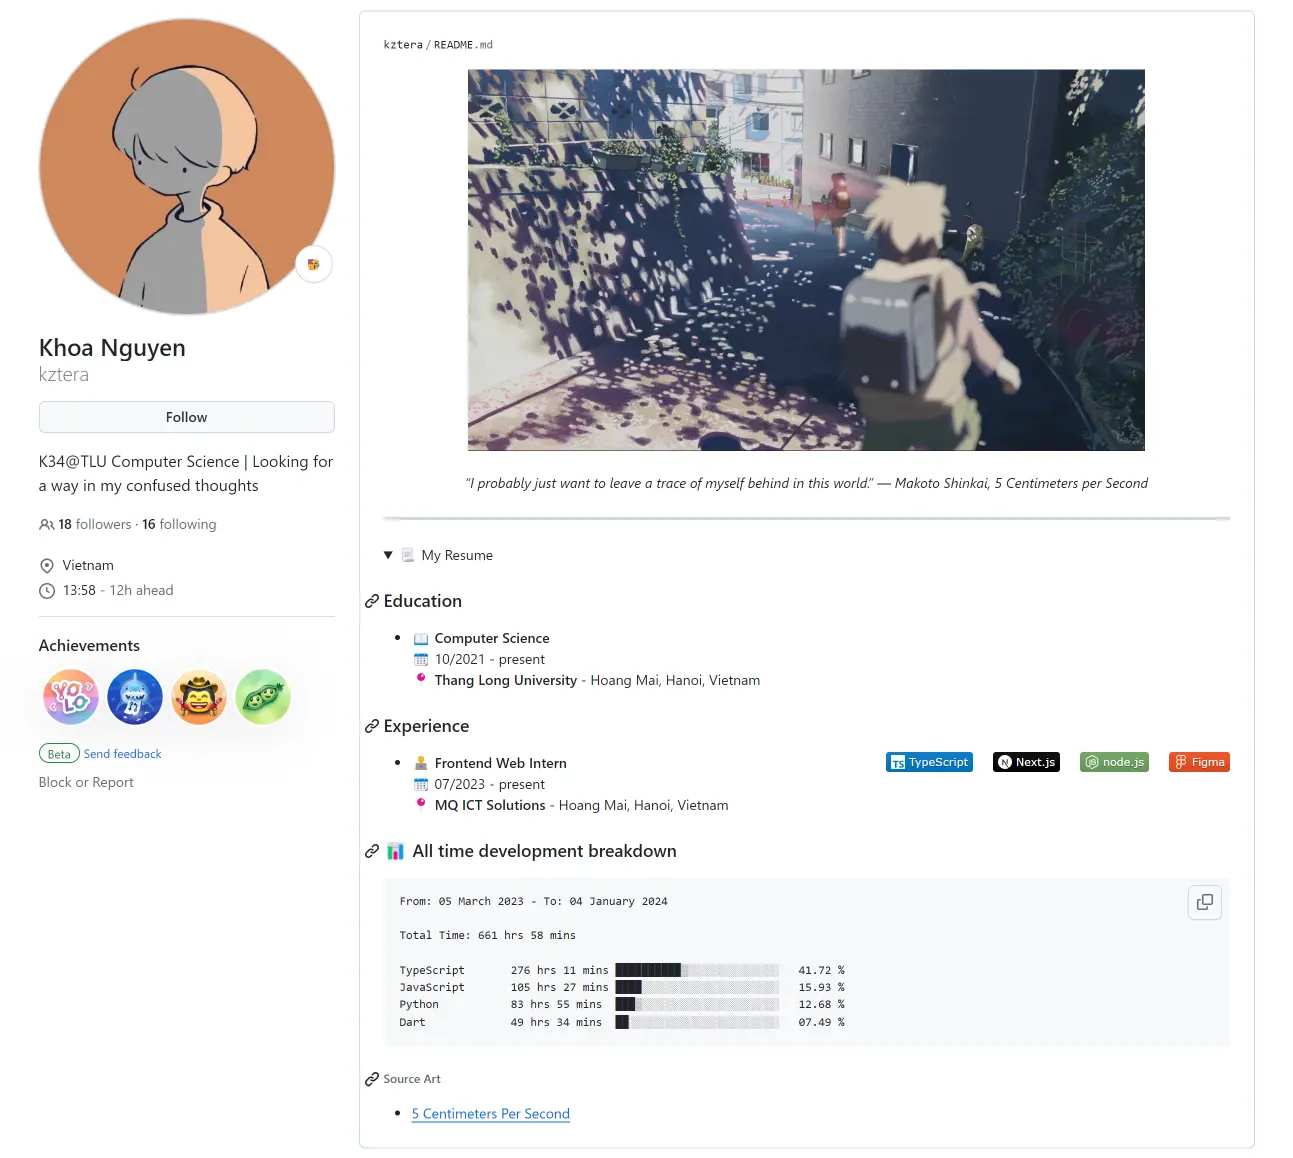 Khoa Nguyen
kztera
Follow
K34@TLU Computer Science | Looking for
a way in my confused thoughts
18 followers · 16 following
Vietnam
13:58 - 12h ahead
Achievements
YOLO
Beta Send feedback
Block or Report
kztera/README.md
“I probably just want to leave a trace of myself behind in this world.” — Makoto Shinkai, 5 Centimeters per Second
My Resume
Education
Computer Science
10/2021 - present
Thang Long University - Hoang Mai, Hanoi, Vietnam
Experience
Frontend Web Intern
TS TypeScript N Next.js node.js Figma
07/2023 - present
MQ ICT Solutions - Hoang Mai, Hanoi, Vietnam
All time development breakdown
From: 05 March 2023 - To: 04 January 2024
Total Time: 661 hrs 58 mins
TypeScript 276 hrs 11 mins 41.72 %
JavaScript 105 hrs 27 mins 15.93 %
Python 83 hrs 55 mins 12.68 %
Dart 49 hrs 34 mins 07.49 %
Source Art
5 Centimeters Per Second